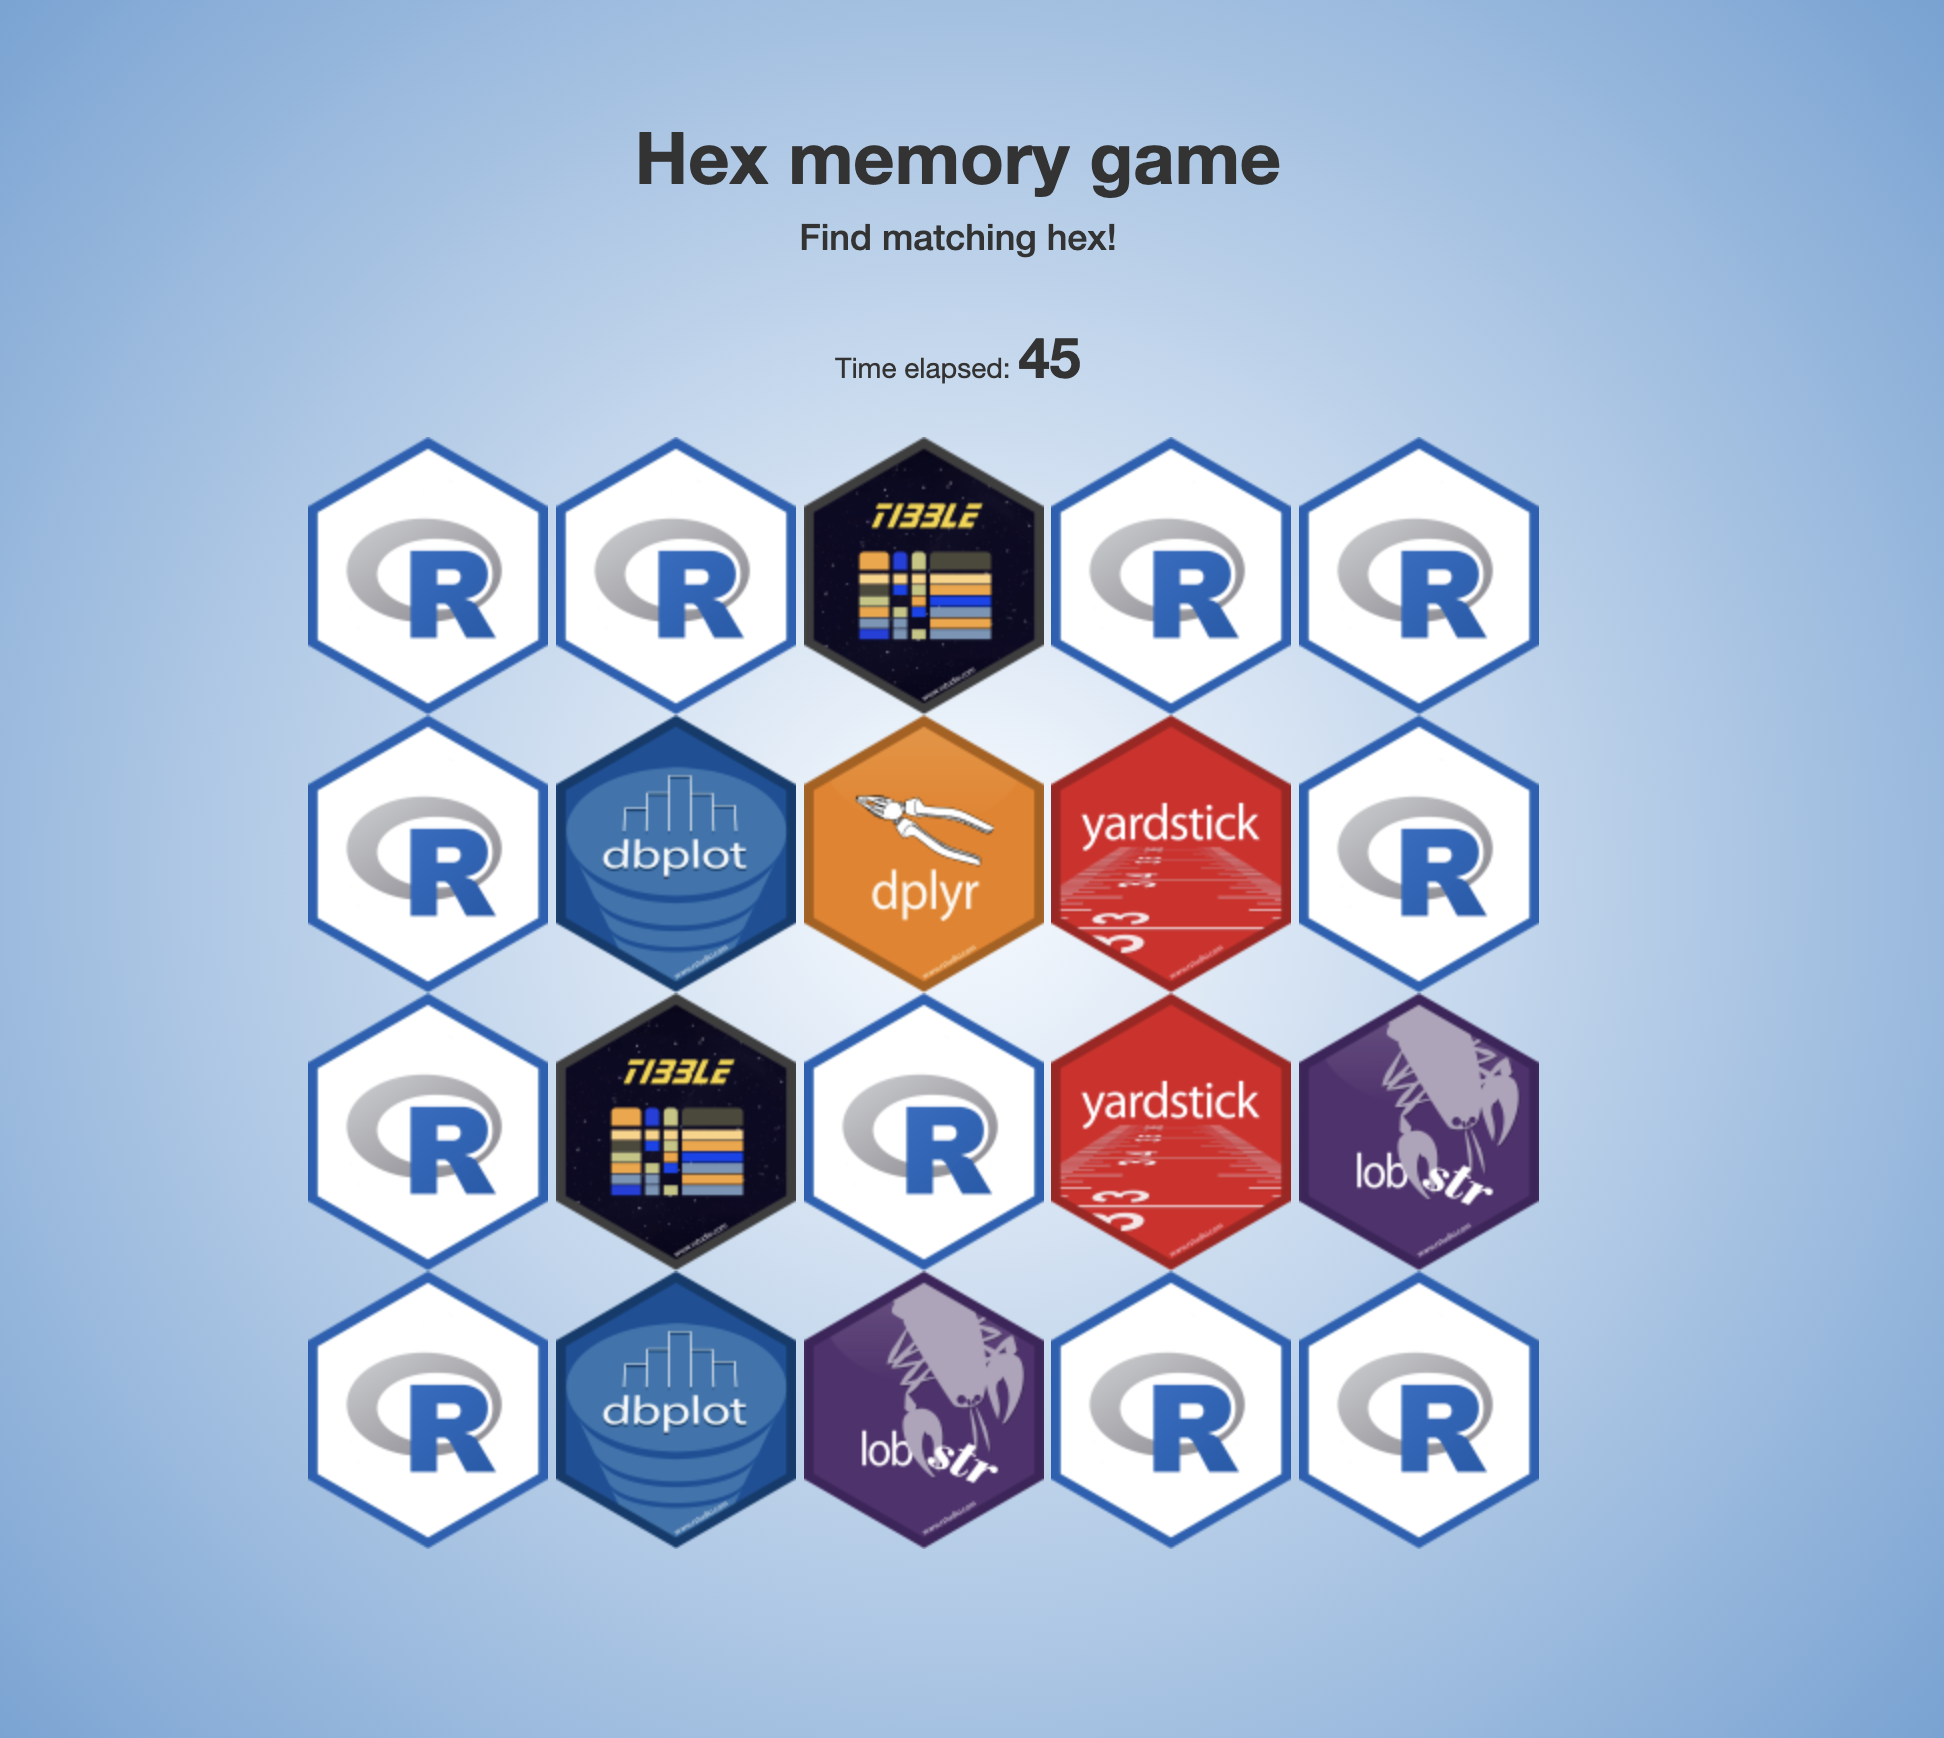 Hex memory game
Find matching hex!
Time elapsed: 45
R R TIBBLE R R
R dbplot dplyr yardstick R
R TIBBLE R yardstick lobstr
R dbplot lobstr R R